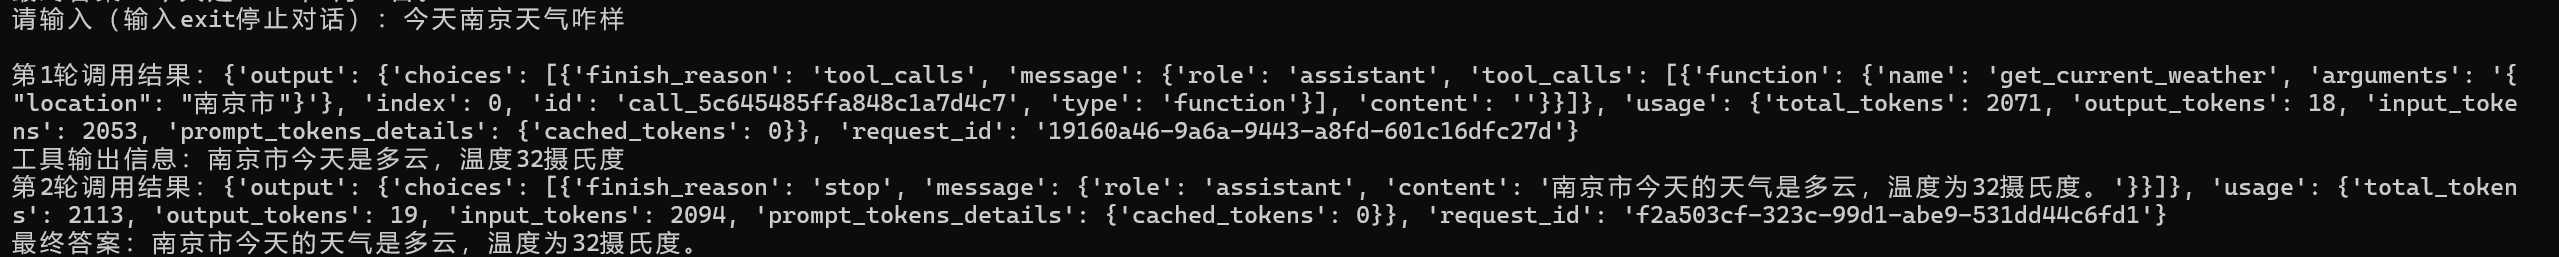 请输入（输入exit停止对话）：今天南京天气咋样
第1轮调用结果：{'output': {'choices': [{'finish_reason': 'tool_calls', 'message': {'role': 'assistant', 'tool_calls': [{'function': {'name': 'get_current_weather', 'arguments': '{
"location": "南京市"}'}, 'index': 0, 'id': 'call_5c645485ffa848c1a7d4c7', 'type': 'function'}], 'content': ''}}]}, 'usage': {'total_tokens': 2071, 'output_tokens': 18, 'input_toke
ns': 2053, 'prompt_tokens_details': {'cached_tokens': 0}}, 'request_id': '19160a46-9a6a-9443-a8fd-601c16dfc27d'}
工具输出信息：南京市今天是多云，温度32摄氏度
第2轮调用结果：{'output': {'choices': [{'finish_reason': 'stop', 'message': {'role': 'assistant', 'content': '南京市今天的天气是多云，温度为32摄氏度。'}}]}, 'usage': {'total_token
s': 2113, 'output_tokens': 19, 'input_tokens': 2094, 'prompt_tokens_details': {'cached_tokens': 0}}, 'request_id': 'f2a503cf-323c-99d1-abe9-531dd44c6fd1'}
最终答案：南京市今天的天气是多云，温度为32摄氏度。